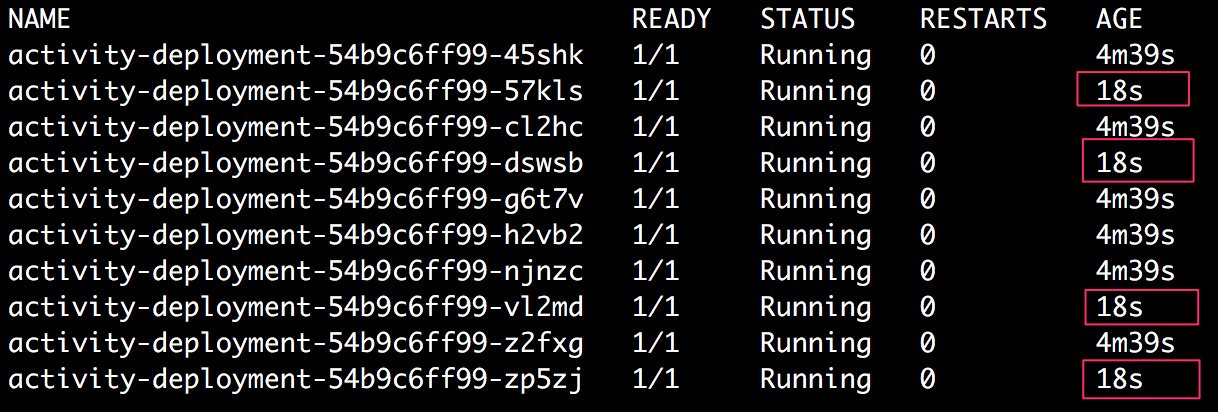 NAME READY STATUS RESTARTS AGE
activity-deployment-54b9c6ff99-45shk 1/1 Running 0 4m39s
activity-deployment-54b9c6ff99-57kls 1/1 Running 0 18s
activity-deployment-54b9c6ff99-cl2hc 1/1 Running 0 4m39s
activity-deployment-54b9c6ff99-dswsb 1/1 Running 0 18s
activity-deployment-54b9c6ff99-g6t7v 1/1 Running 0 4m39s
activity-deployment-54b9c6ff99-h2vb2 1/1 Running 0 4m39s
activity-deployment-54b9c6ff99-njnzc 1/1 Running 0 4m39s
activity-deployment-54b9c6ff99-vl2md 1/1 Running 0 18s
activity-deployment-54b9c6ff99-z2fxg 1/1 Running 0 4m39s
activity-deployment-54b9c6ff99-zp5zj 1/1 Running 0 18s